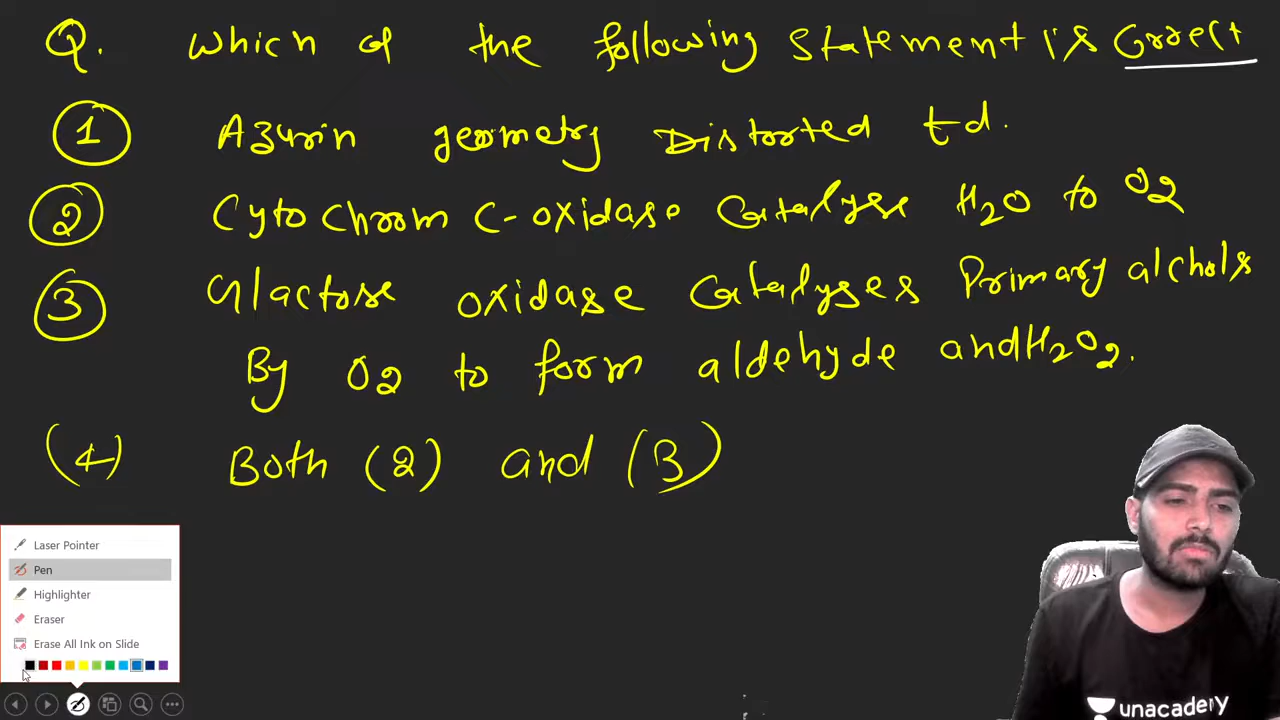 Q. Which of the following Statement is Correct
1 Azurin geometry Distorted td.
2 Cyto Chroom C-oxidase Catalyse H2O to O2
3 Glactose oxidase Catalyses Primary alchols
By O2 to form aldehyde and H2O2.
(4) Both (2) and (3)
Laser Pointer
Pen
Highlighter
Eraser
Erase All Ink on Slide
unacademy